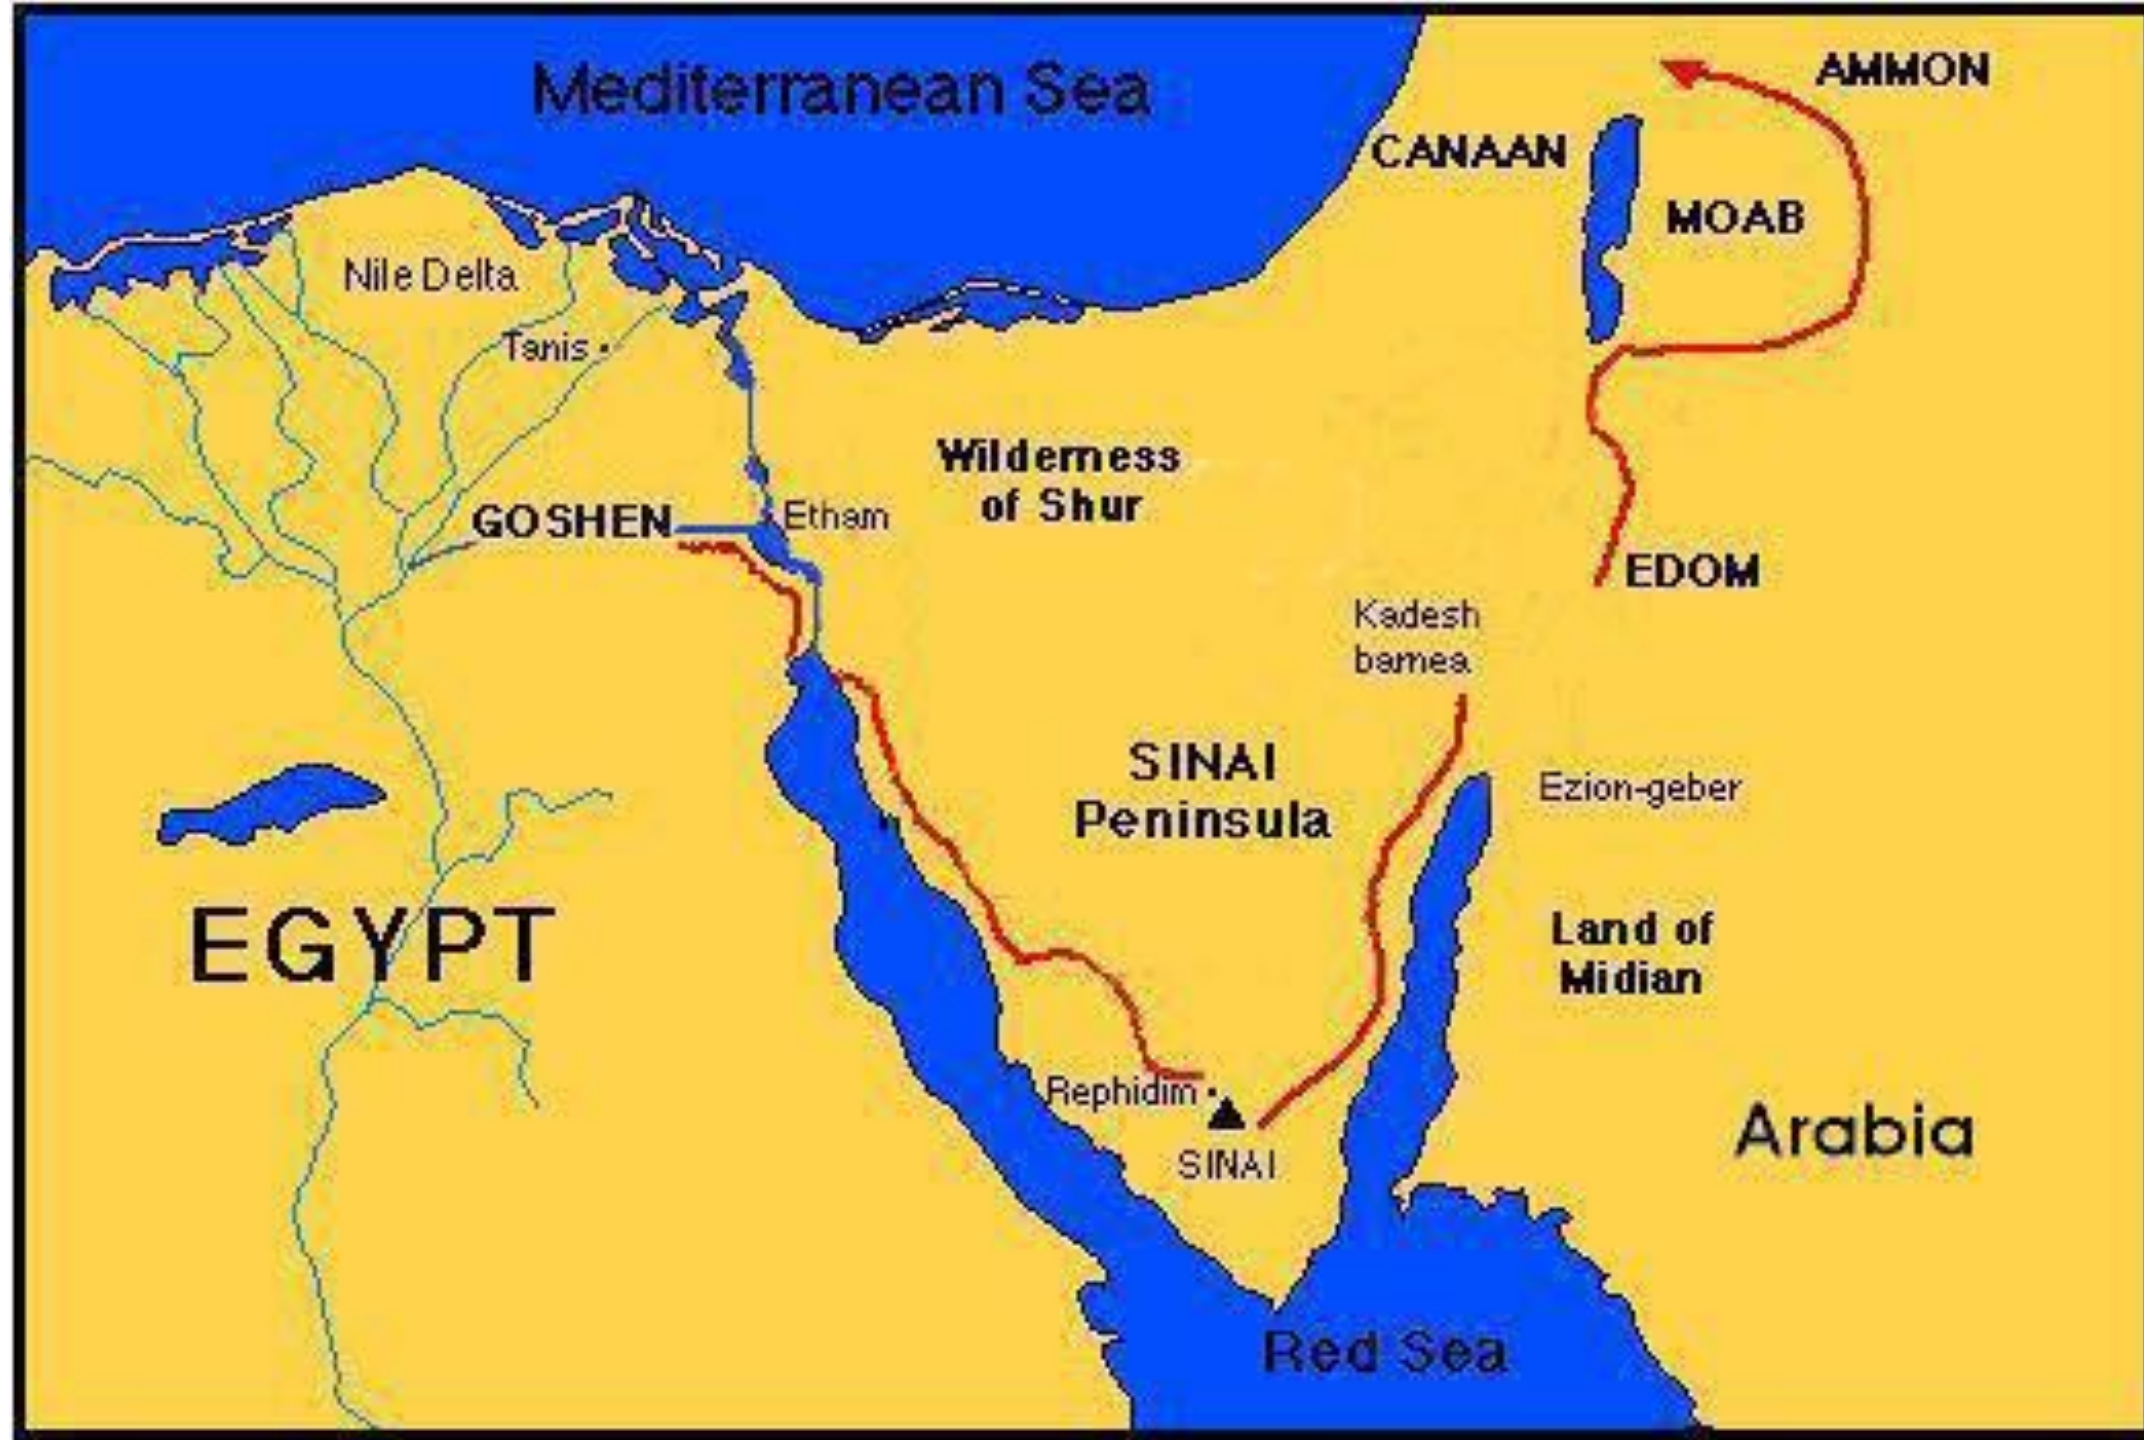 Mediterranean Sea
AMMON
CANAAN
MOAB
Nile Delta
Tanis
Wilderness
of Shur
GOSHEN
Etham
EDOM
Kadesh
barnea
SINAI
Peninsula
Ezion-geber
EGYPT
Land of
Midian
Rephidim
Arabia
SINAI
Red Sea